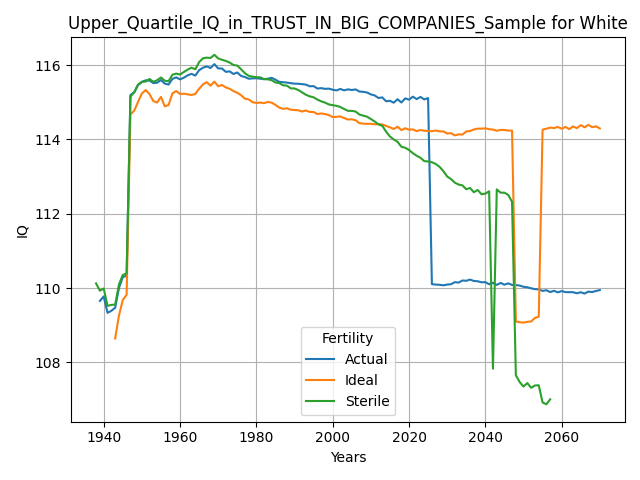 Upper_Quartile_IQ_in_TRUST_IN_BIG_COMPANIES_Sample for White
IQ
116
114
112
110
108
Fertility
Actual
Ideal
Sterile
1940 1960 1980 2000 2020 2040 2060
Years